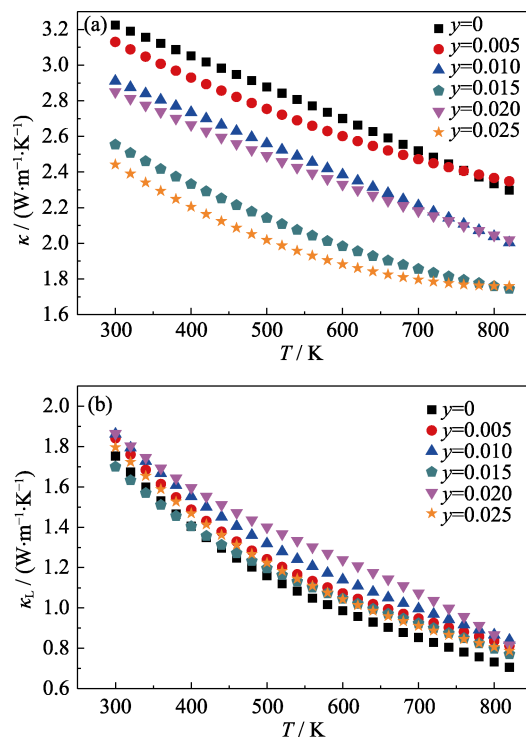 (a)
y=0
y=0.005
y=0.010
y=0.015
y=0.020
y=0.025
3.2
3.0
2.8
2.6
2.4
2.2
2.0
1.8
1.6
κ / (W·m⁻¹·K⁻¹)
300 400 500 600 700 800
T / K
(b)
y=0
y=0.005
y=0.010
y=0.015
y=0.020
y=0.025
2.0
1.8
1.6
1.4
1.2
1.0
0.8
0.6
κL / (W·m⁻¹·K⁻¹)
300 400 500 600 700 800
T / K